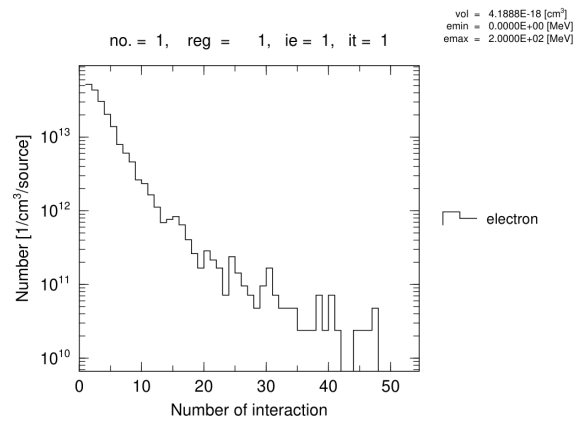 vol = 4.1888E-18 [cm³]
emin = 0.0000E+00 [MeV]
emax = 2.0000E+02 [MeV]
no. = 1, reg = 1, ie = 1, it = 1
Number [1/cm³/source]
10¹³
10¹²
10¹¹
10¹⁰
electron
0 10 20 30 40 50
Number of interaction